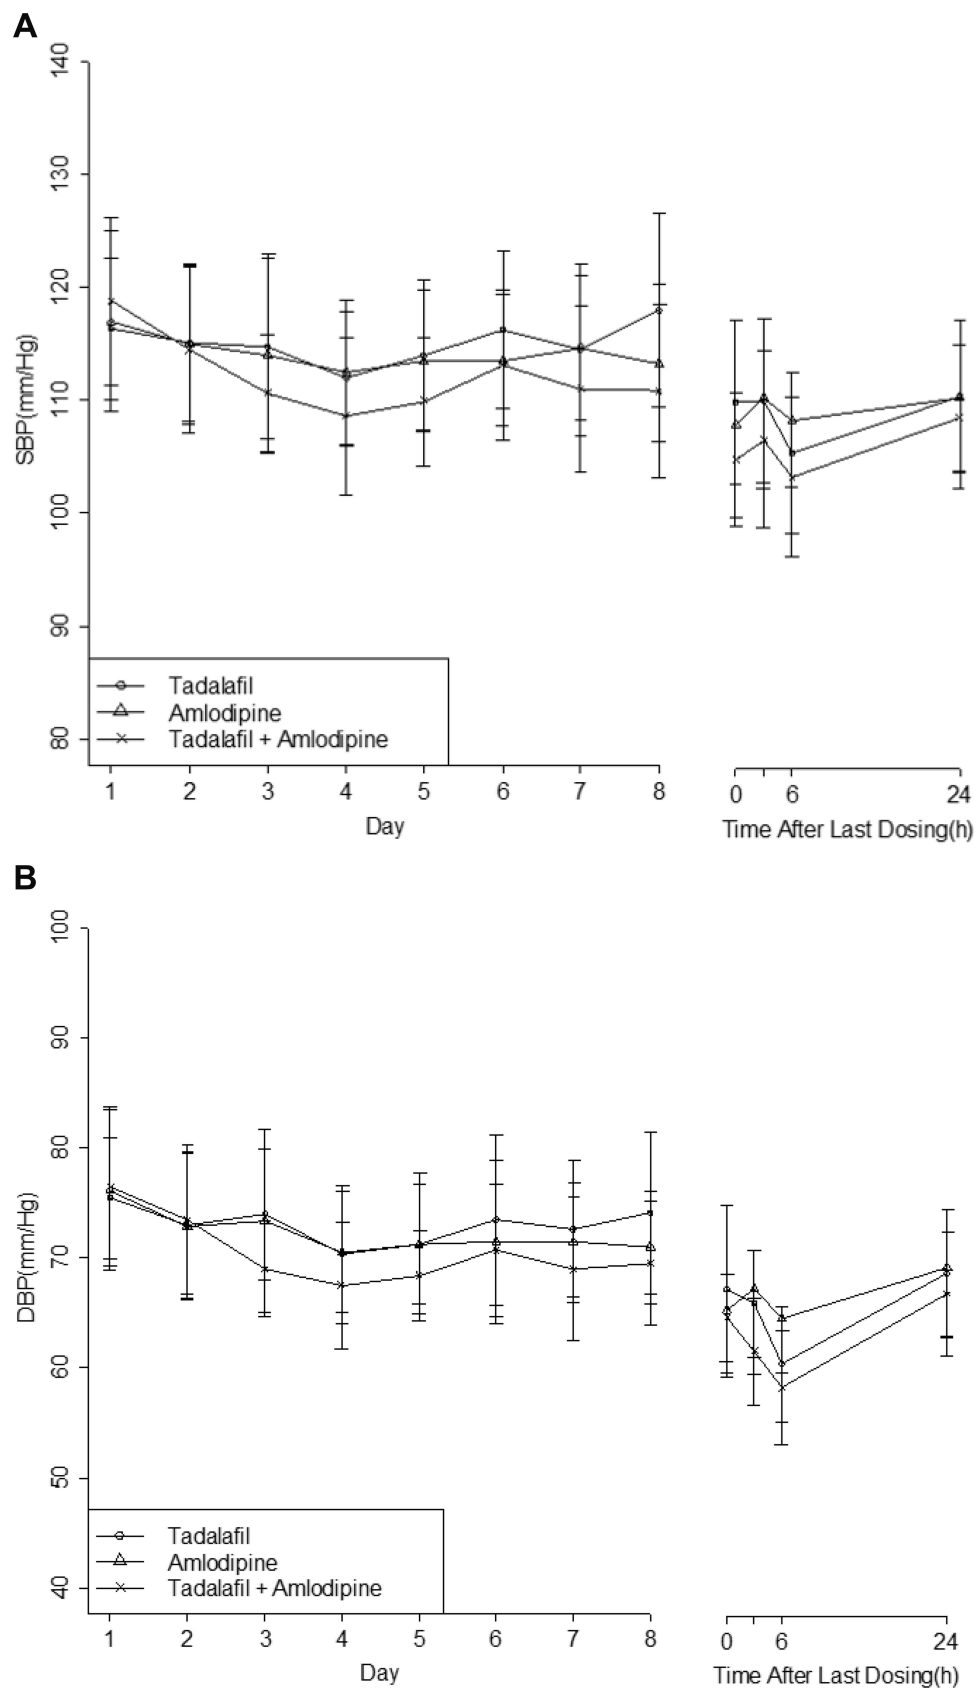 A
140
130
120
110
100
90
80
SBP(mm/Hg)
Tadalafil
Amlodipine
Tadalafil + Amlodipine
1 2 3 4 5 6 7 8
Day
0 6 24
Time After Last Dosing(h)
B
100
90
80
70
60
50
40
DBP(mm/Hg)
Tadalafil
Amlodipine
Tadalafil + Amlodipine
1 2 3 4 5 6 7 8
Day
0 6 24
Time After Last Dosing(h)